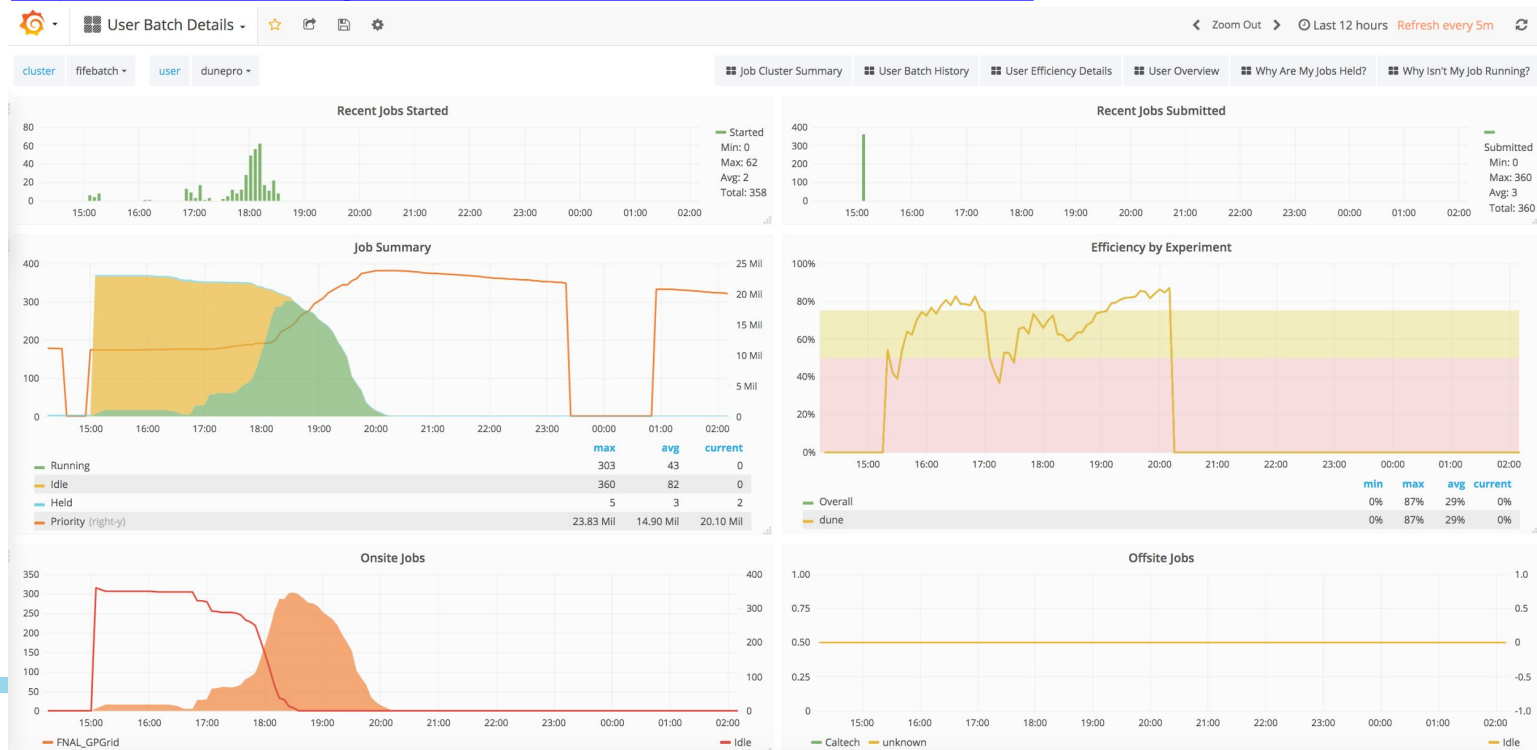 User Batch Details
Zoom Out Last 12 hours Refresh every 5m
cluster fifebatch user dunepro Job Cluster Summary User Batch History User Efficiency Details User Overview Why Are My Jobs Held? Why Isn't My Job Running?
Recent Jobs Started
80
60
40
20
0
15:00 16:00 17:00 18:00 19:00 20:00 21:00 22:00 23:00 00:00 01:00 02:00
Started
Min: 0
Max: 62
Avg: 2
Total: 358
Recent Jobs Submitted
400
300
200
100
0
15:00 16:00 17:00 18:00 19:00 20:00 21:00 22:00 23:00 00:00 01:00 02:00
Submitted
Min: 0
Max: 360
Avg: 3
Total: 360
Job Summary
400
300
200
100
0
25 Mil
20 Mil
15 Mil
10 Mil
5 Mil
0
15:00 16:00 17:00 18:00 19:00 20:00 21:00 22:00 23:00 00:00 01:00 02:00
max avg current
Running 303 43 0
Idle 360 82 0
Held 5 3 2
Priority (right-y) 23.83 Mil 14.90 Mil 20.10 Mil
Efficiency by Experiment
100%
80%
60%
40%
20%
0%
15:00 16:00 17:00 18:00 19:00 20:00 21:00 22:00 23:00 00:00 01:00 02:00
min max avg current
Overall 0% 87% 29% 0%
dune 0% 87% 29% 0%
Onsite Jobs
350
300
250
200
150
100
50
0
400
300
200
100
0
15:00 16:00 17:00 18:00 19:00 20:00 21:00 22:00 23:00 00:00 01:00 02:00
FNAL_GPGrid Idle
Offsite Jobs
1.00
0.75
0.50
0.25
0
1.0
0.5
0
-0.5
-1.0
15:00 16:00 17:00 18:00 19:00 20:00 21:00 22:00 23:00 00:00 01:00 02:00
Caltech unknown Idle